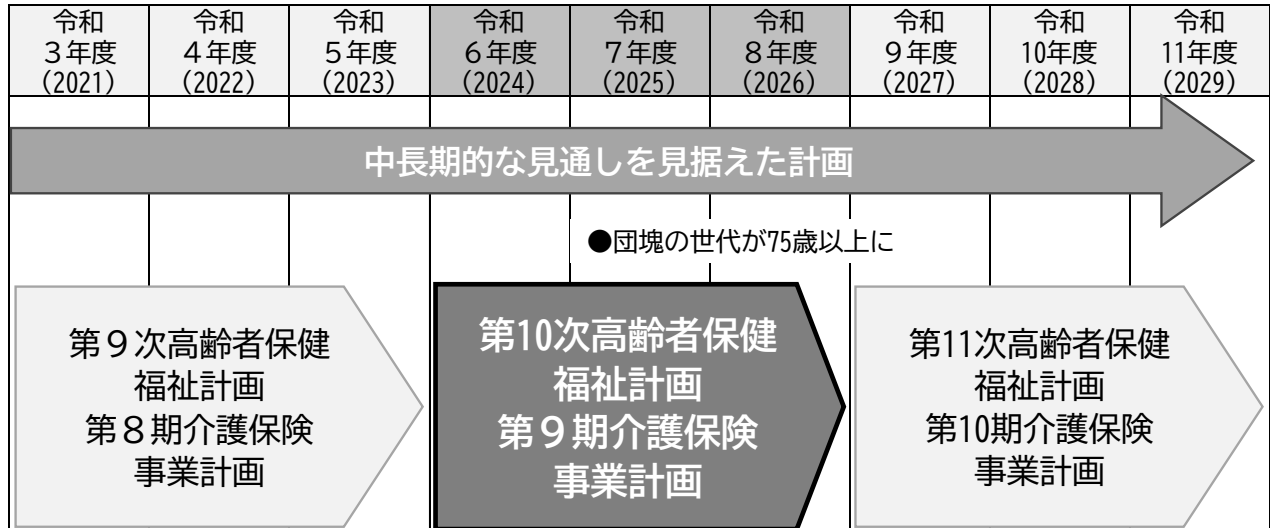 令和
３年度
(2021)
令和
４年度
(2022)
令和
５年度
(2023)
令和
６年度
(2024)
令和
７年度
(2025)
令和
８年度
(2026)
令和
９年度
(2027)
令和
10年度
(2028)
令和
11年度
(2029)
中長期的な見通しを見据えた計画
●団塊の世代が75歳以上に
第９次高齢者保健
福祉計画
第８期介護保険
事業計画
第10次高齢者保健
福祉計画
第９期介護保険
事業計画
第11次高齢者保健
福祉計画
第10期介護保険
事業計画